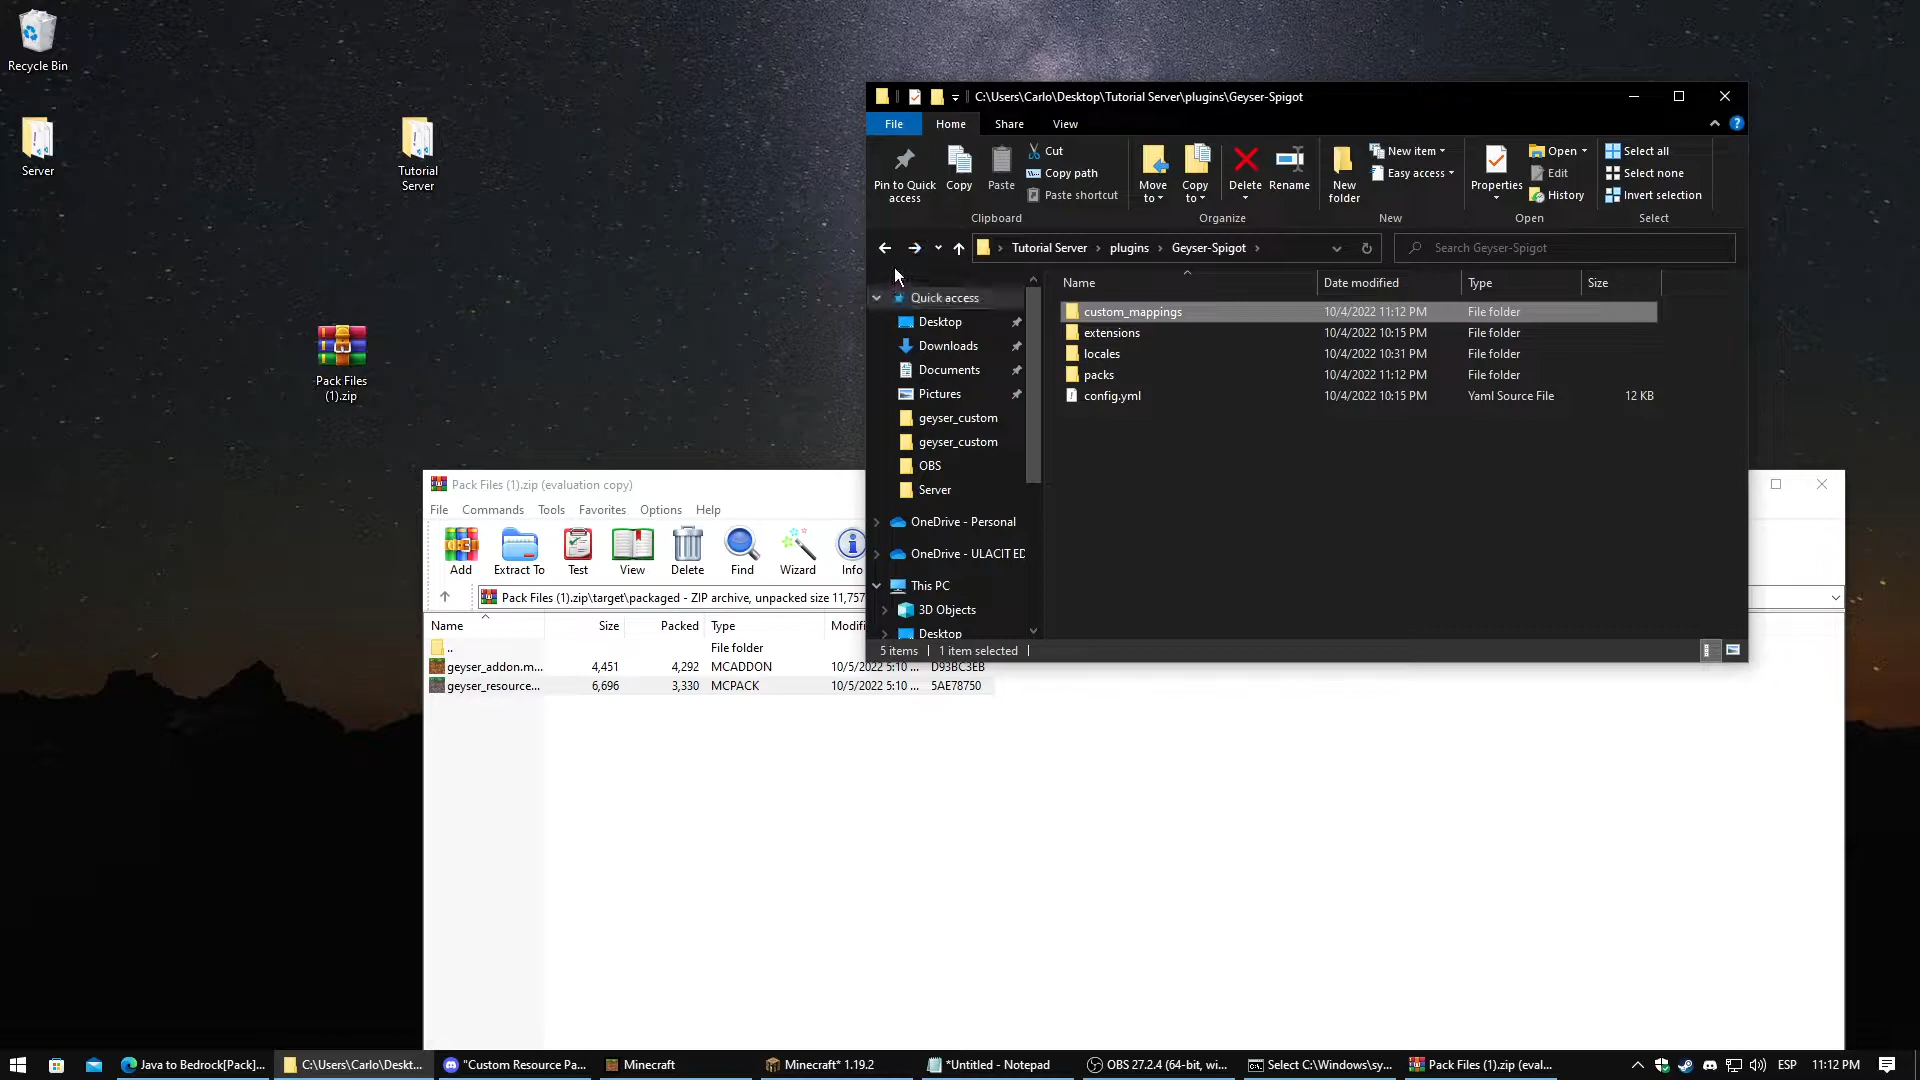 Recycle Bin
Server
Tutorial
Server
Pack Files
(1).zip
C:\Users\Carlo\Desktop\Tutorial Server\plugins\Geyser-Spigot
File Home Share View
Pin to Quick
access
Copy
Paste
Cut
Copy path
Paste shortcut
Clipboard
Move
to
Copy
to
Delete
Rename
Organize
New
folder
New item
Easy access
New
Properties
Open
Edit
History
Open
Select all
Select none
Invert selection
Select
Tutorial Server plugins Geyser-Spigot
Search Geyser-Spigot
Quick access
Desktop
Downloads
Documents
Pictures
geyser_custom
geyser_custom
OBS
Server
OneDrive - Personal
OneDrive - ULACIT ED
This PC
3D Objects
Desktop
Name Date modified Type Size
custom_mappings 10/4/2022 11:12 PM File folder
extensions 10/4/2022 10:15 PM File folder
locales 10/4/2022 10:31 PM File folder
packs 10/4/2022 11:12 PM File folder
config.yml 10/4/2022 10:15 PM Yaml Source File 12 KB
5 items 1 item selected
Pack Files (1).zip (evaluation copy)
File Commands Tools Favorites Options Help
Add Extract To Test View Delete Find Wizard Info
Pack Files (1).zip\target\packaged - ZIP archive, unpacked size 11,757
Name Size Packed Type Modifi
.. File folder
geyser_addon.m... 4,451 4,292 MCADDON 10/5/2022 5:10 ... D93BC3EB
geyser_resource... 6,696 3,330 MCPACK 10/5/2022 5:10 ... 5AE78750
Java to Bedrock[Pack]...
C:\Users\Carlo\Deskt...
"Custom Resource Pa...
Minecraft
Minecraft* 1.19.2
*Untitled - Notepad
OBS 27.2.4 (64-bit, wi...
Select C:\Windows\sy...
Pack Files (1).zip (eval...
ESP
11:12 PM